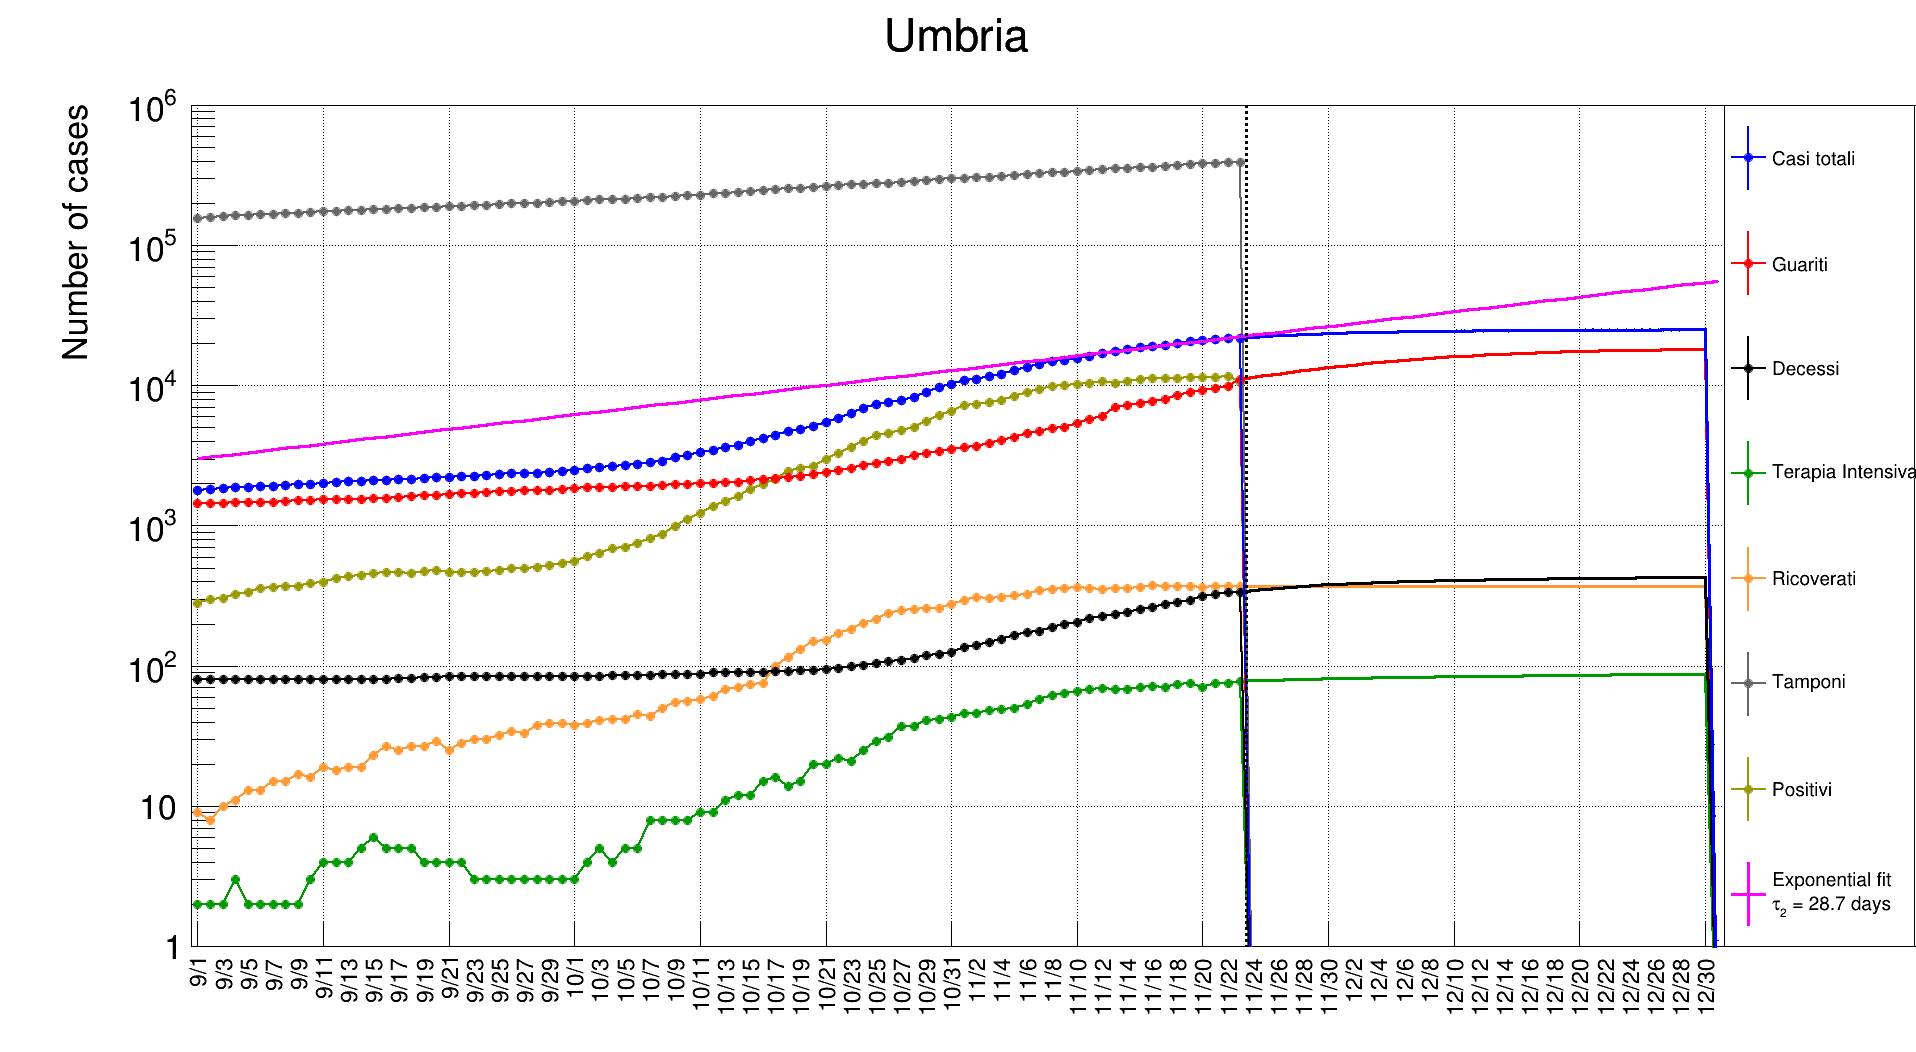 Umbria
Number of cases
10^6
10^5
10^4
10^3
10^2
10
1
9/1 9/3 9/5 9/7 9/9 9/11 9/13 9/15 9/17 9/19 9/21 9/23 9/25 9/27 9/29 10/1 10/3 10/5 10/7 10/9 10/11 10/13 10/15 10/17 10/19 10/21 10/23 10/25 10/27 10/29 10/31 11/2 11/4 11/6 11/8 11/10 11/12 11/14 11/16 11/18 11/20 11/22 11/24 11/26 11/28 11/30 12/2 12/4 12/6 12/8 12/10 12/12 12/14 12/16 12/18 12/20 12/22 12/24 12/26 12/28 12/30
Casi totali
Guariti
Decessi
Terapia Intensiva
Ricoverati
Tamponi
Positivi
Exponential fit
τ₂ = 28.7 days